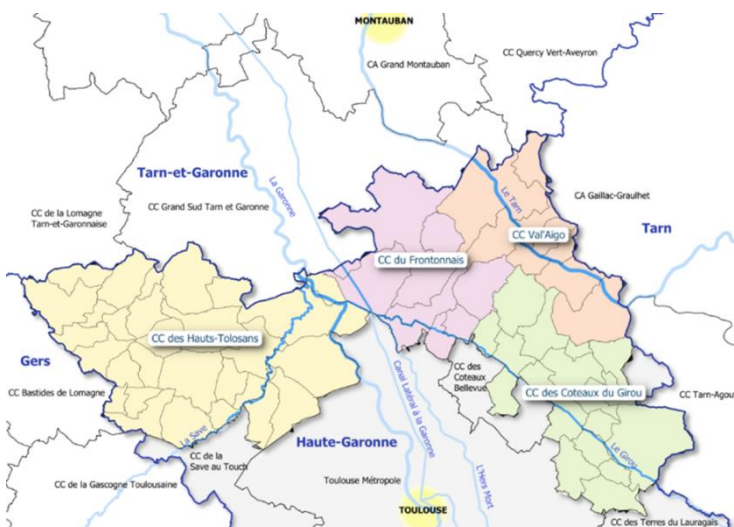 MONTAUBAN
CC Quercy Vert-Aveyron
CA Grand Montauban
Tarn-et-Garonne
La Garonne
Le Tarn
CA Gaillac-Graulhet
CC de la Lomagne
Tarn-et-Garonnaise
CC Grand Sud Tarn et Garonne
Tarn
CC Val'Aïgo
CC du Frontonnais
CC des Hauts-Tolosans
Gers
CC des
Coteaux
Bellevue
CC Bastides de Lomagne
CC des Coteaux du Girou
CC Tarn-Agou
Canal Latéral à la Garonne
La Save
Haute-Garonne
Le Girou
CC de la
Save au Touch
L'Hers Mort
Toulouse Métropole
CC de la Gascogne Toulousaine
TOULOUSE
CC des Terres du Lauragais